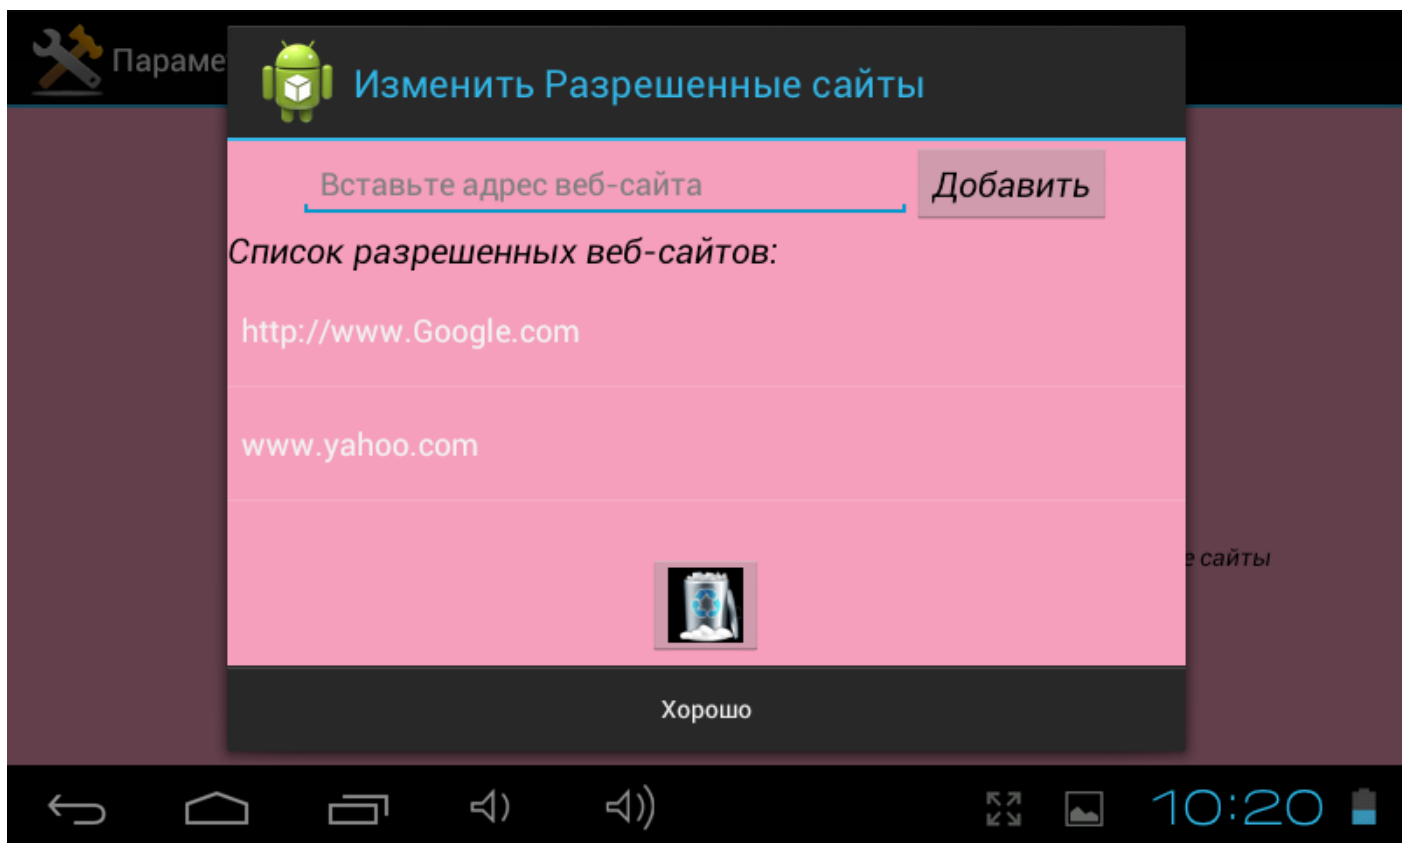 Параме
Изменить Разрешенные сайты
Вставьте адрес веб-сайта
Добавить
Список разрешенных веб-сайтов:
http://www.Google.com
www.yahoo.com
е сайты
Хорошо
10:20